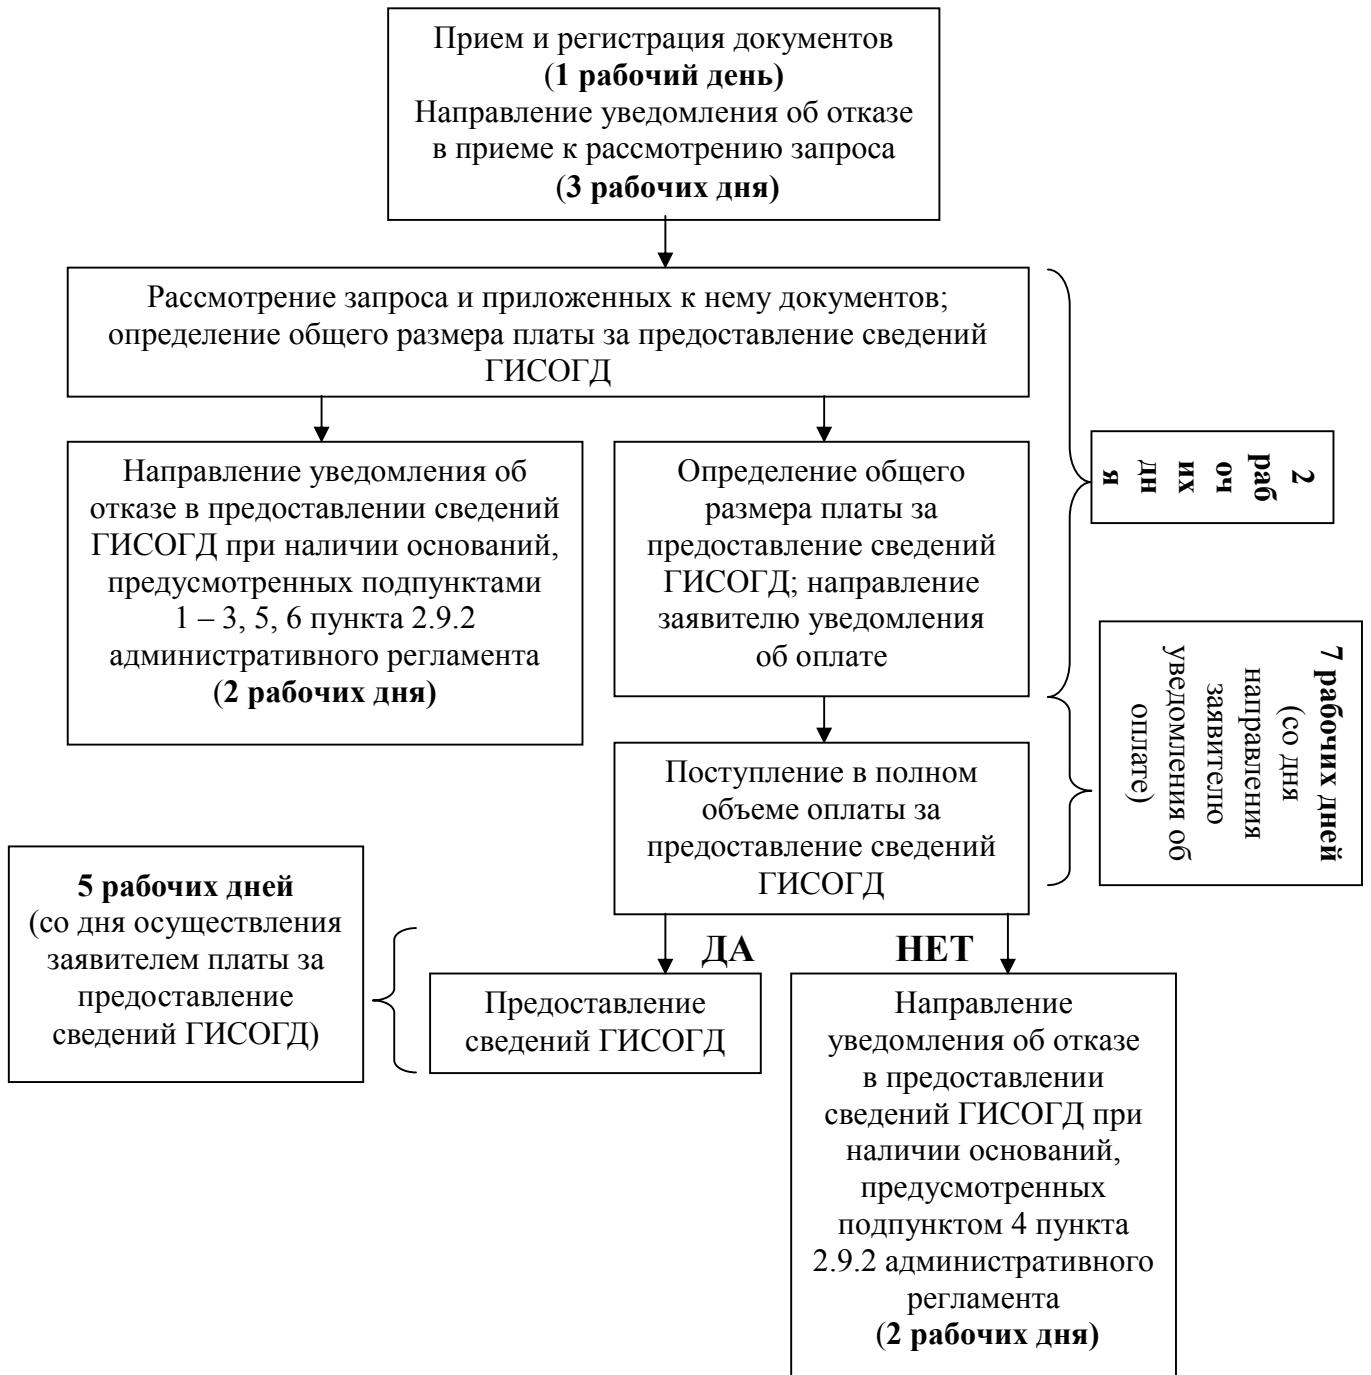 Прием и регистрация документов
(1 рабочий день)
Направление уведомления об отказе
в приеме к рассмотрению запроса
(3 рабочих дня)
Рассмотрение запроса и приложенных к нему документов;
определение общего размера платы за предоставление сведений
ГИСОГД
Направление уведомления об
отказе в предоставлении сведений
ГИСОГД при наличии оснований,
предусмотренных подпунктами
1 – 3, 5, 6 пункта 2.9.2
административного регламента
(2 рабочих дня)
Определение общего
размера платы за
предоставление сведений
ГИСОГД; направление
заявителю уведомления
об оплате
2
раб
оч
их
дн
я
7 рабочих дней
(со дня
направления
заявителю
уведомления об
оплате)
Поступление в полном
объеме оплаты за
предоставление сведений
ГИСОГД
5 рабочих дней
(со дня осуществления
заявителем платы за
предоставление
сведений ГИСОГД)
ДА
НЕТ
Предоставление
сведений ГИСОГД
Направление
уведомления об отказе
в предоставлении
сведений ГИСОГД при
наличии оснований,
предусмотренных
подпунктом 4 пункта
2.9.2 административного
регламента
(2 рабочих дня)